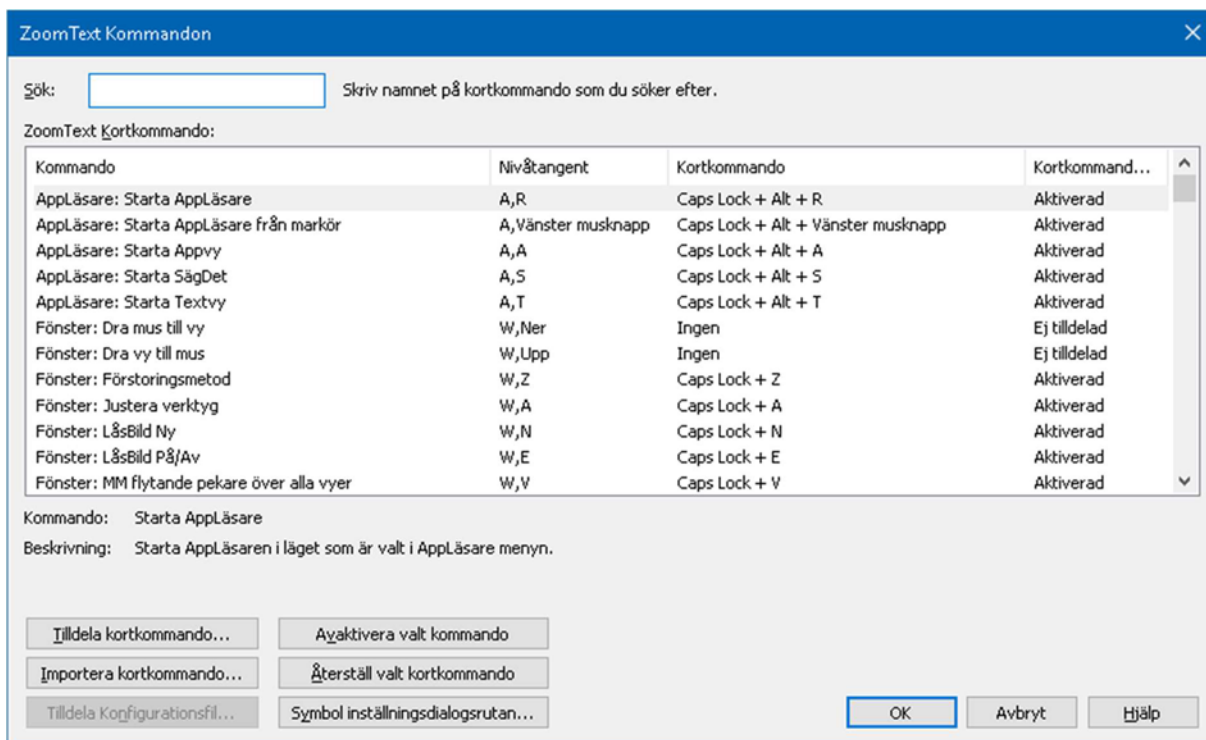 ZoomText Kommandon
Sök: Skriv namnet på kortkommando som du söker efter.
ZoomText Kortkommando:
Kommando Nivåtangent Kortkommando Kortkommand...
AppLäsare: Starta AppLäsare A,R Caps Lock + Alt + R Aktiverad
AppLäsare: Starta AppLäsare från markör A,Vänster musknapp Caps Lock + Alt + Vänster musknapp Aktiverad
AppLäsare: Starta Appvy A,A Caps Lock + Alt + A Aktiverad
AppLäsare: Starta SägDet A,S Caps Lock + Alt + S Aktiverad
AppLäsare: Starta Textvy A,T Caps Lock + Alt + T Aktiverad
Fönster: Dra mus till vy W,Ner Ingen Ej tilldelad
Fönster: Dra vy till mus W,Upp Ingen Ej tilldelad
Fönster: Förstoringsmetod W,Z Caps Lock + Z Aktiverad
Fönster: Justera verktyg W,A Caps Lock + A Aktiverad
Fönster: LåsBild Ny W,N Caps Lock + N Aktiverad
Fönster: LåsBild På/Av W,E Caps Lock + E Aktiverad
Fönster: MM flytande pekare över alla vyer W,V Caps Lock + V Aktiverad
Kommando: Starta AppLäsare
Beskrivning: Starta AppLäsaren i läget som är valt i AppLäsare menyn.
Tilldela kortkommando... Avaktivera valt kommando
Importera kortkommando... Återställ valt kortkommando
Tilldela Konfigurationsfil... Symbol inställningsdialogsrutan... OK Avbryt Hjälp